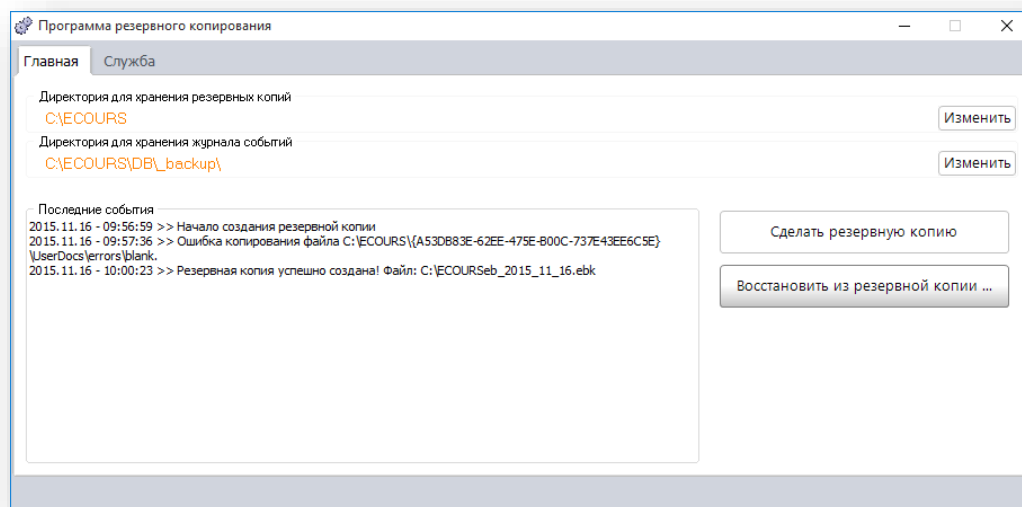 Программа резервного копирования
Главная Служба
Директория для хранения резервных копий
C:\ECOURS
Изменить
Директория для хранения журнала событий
C:\ECOURS\DB\_backup\
Изменить
Последние события
2015.11.16 - 09:56:59 >> Начало создания резервной копии
2015.11.16 - 09:57:36 >> Ошибка копирования файла C:\ECOURS\{A53DB83E-62EE-475E-B00C-737E43EE6C5E}
\UserDocs\errors\blank.
2015.11.16 - 10:00:23 >> Резервная копия успешно создана! Файл: C:\ECOURSeb_2015_11_16.ebk
Сделать резервную копию
Восстановить из резервной копии ...